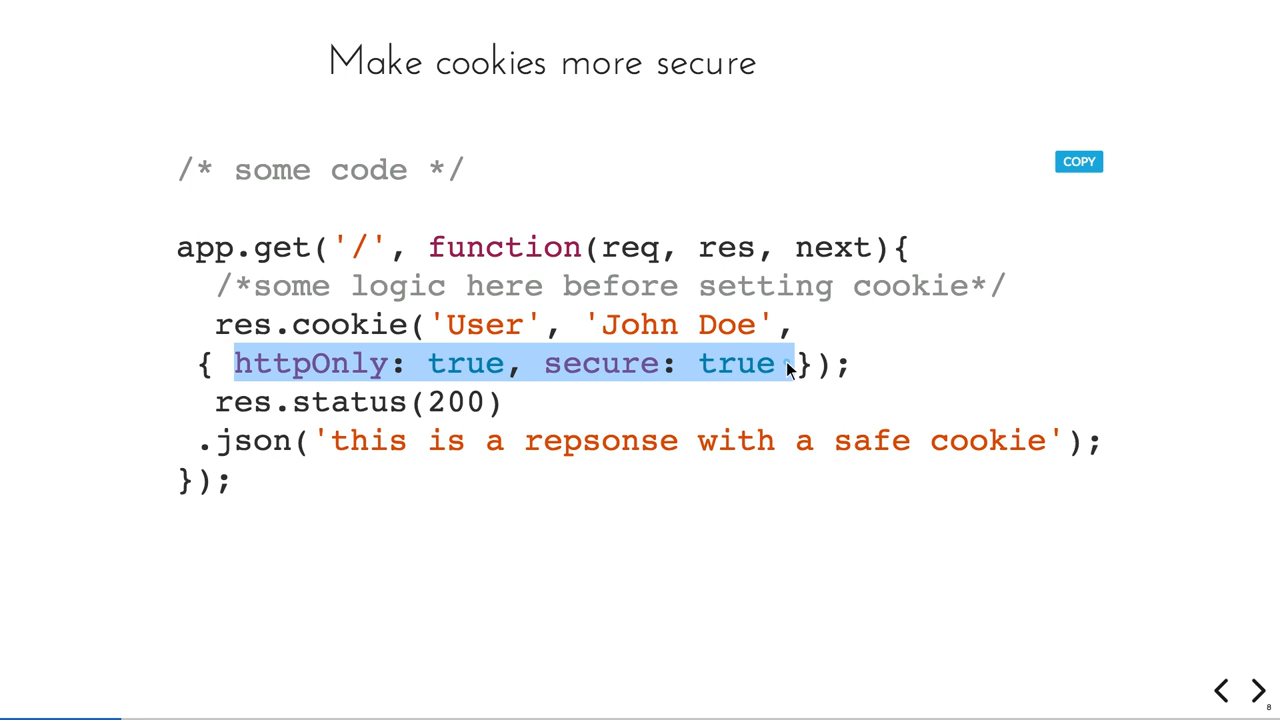 Make cookies more secure
COPY
/* some code */
app.get('/', function(req, res, next){
/*some logic here before setting cookie*/
res.cookie('User', 'John Doe',
{ httpOnly: true, secure: true });
res.status(200)
.json('this is a repsonse with a safe cookie');
});
8